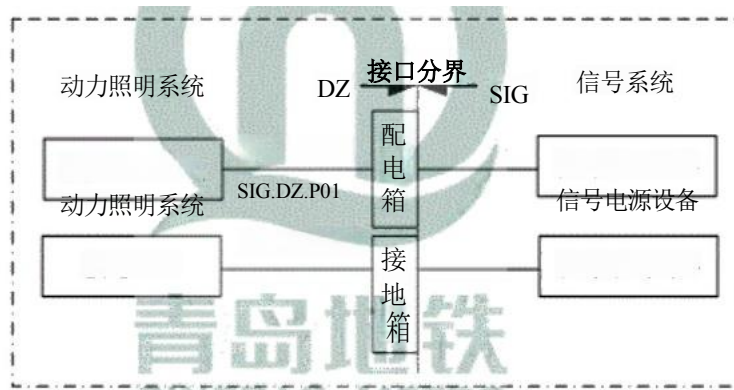 接口分界
动力照明系统
DZ
SIG
信号系统
配电箱
SIG.DZ.P01
动力照明系统
信号电源设备
接地箱
青岛地铁